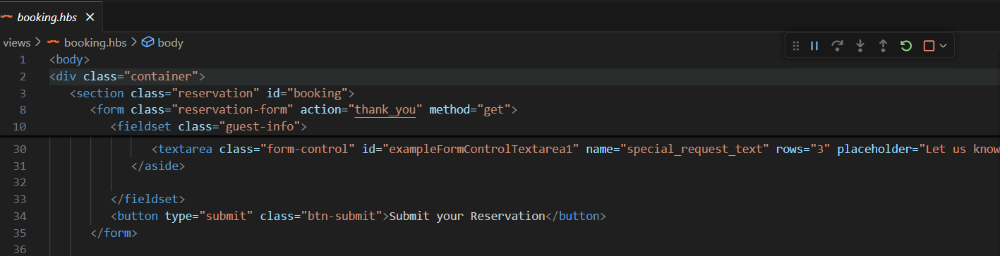 booking.hbs
views > booking.hbs > body
1 <body>
2 <div class="container">
3 <section class="reservation" id="booking">
8 <form class="reservation-form" action="thank_you" method="get">
10 <fieldset class="guest-info">
30 <textarea class="form-control" id="exampleFormControlTextarea1" name="special_request_text" rows="3" placeholder="Let us know
31 </aside>
32
33 </fieldset>
34 <button type="submit" class="btn-submit">Submit your Reservation</button>
35 </form>
36